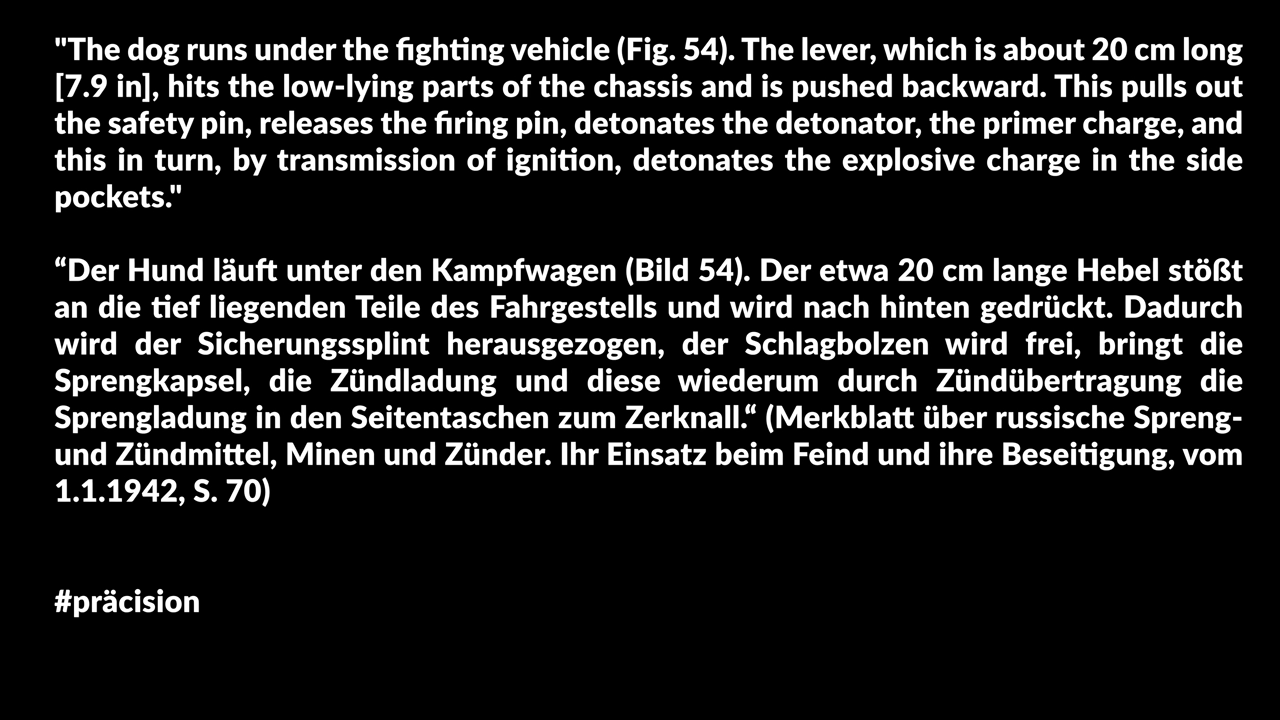 "The dog runs under the fighting vehicle (Fig. 54). The lever, which is about 20 cm long
[7.9 in], hits the low-lying parts of the chassis and is pushed backward. This pulls out
the safety pin, releases the firing pin, detonates the detonator, the primer charge, and
this in turn, by transmission of ignition, detonates the explosive charge in the side
pockets."
“Der Hund läuft unter den Kampfwagen (Bild 54). Der etwa 20 cm lange Hebel stößt
an die tief liegenden Teile des Fahrgestells und wird nach hinten gedrückt. Dadurch
wird der Sicherungssplint herausgezogen, der Schlagbolzen wird frei, bringt die
Sprengkapsel, die Zündladung und diese wiederum durch Zündübertragung die
Sprengladung in den Seitentaschen zum Zerknall.“ (Merkblatt über russische Spreng-
und Zündmittel, Minen und Zünder. Ihr Einsatz beim Feind und ihre Beseitigung, vom
1.1.1942, S. 70)
#präcision